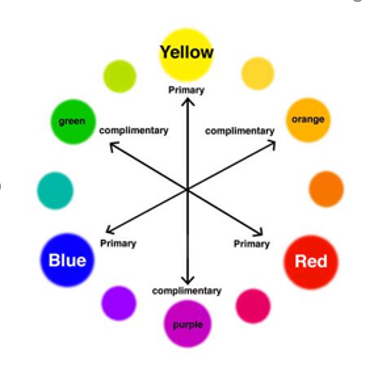 Yellow
Primary
green
orange
complimentary
complimentary
Primary
Primary
Blue
Red
complimentary
purple